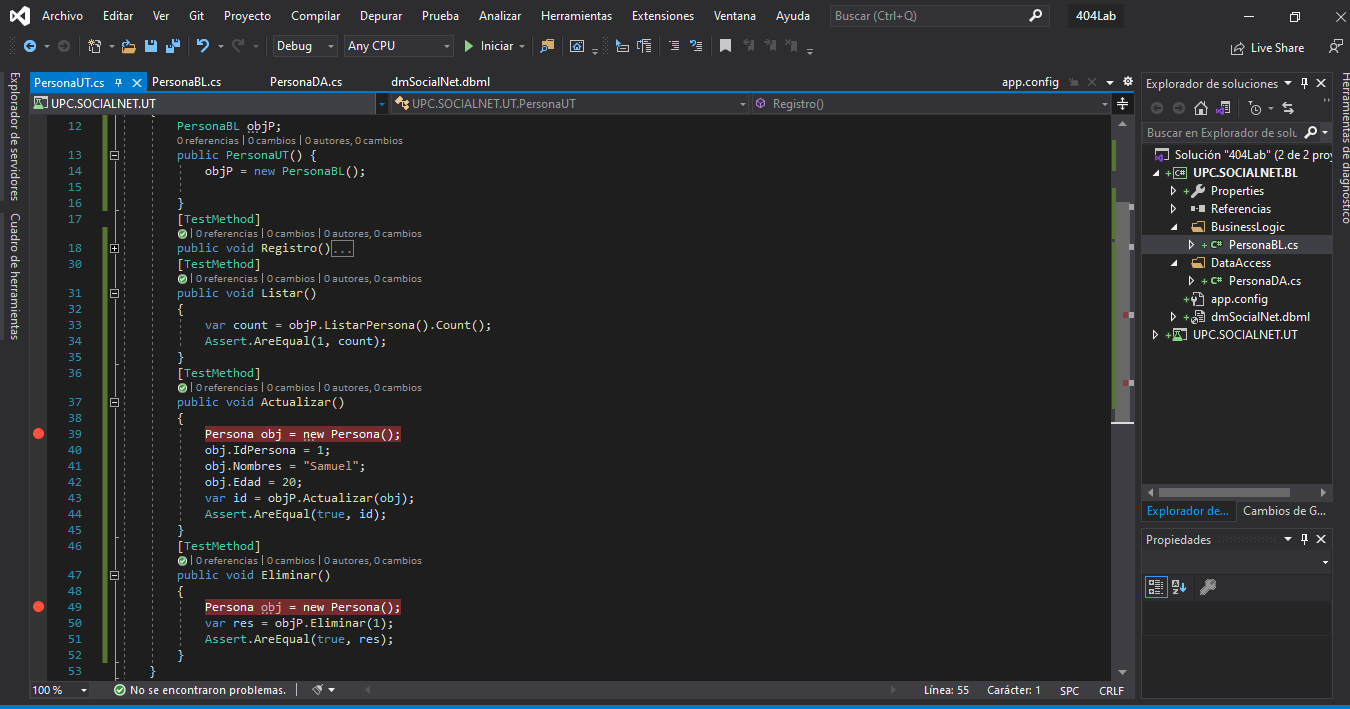 Archivo Editar Ver Git Proyecto Compilar Depurar Prueba Analizar Herramientas Extensiones Ventana Ayuda Buscar (Ctrl+Q) 404Lab
Debug Any CPU Iniciar Live Share
Explorador de servidores
Cuadro de herramientas
PersonaUT.cs PersonaBL.cs PersonaDA.cs dmSocialNet.dbml app.config
UPC.SOCIALNET.UT UPC.SOCIALNET.UT.PersonaUT Registro()
12 PersonaBL objP;
0 referencias | 0 cambios | 0 autores, 0 cambios
13 public PersonaUT() {
14 objP = new PersonaBL();
15
16 }
17 [TestMethod]
0 referencias | 0 cambios | 0 autores, 0 cambios
18 public void Registro()...
30 [TestMethod]
0 referencias | 0 cambios | 0 autores, 0 cambios
31 public void Listar()
32 {
33 var count = objP.ListarPersona().Count();
34 Assert.AreEqual(1, count);
35 }
36 [TestMethod]
0 referencias | 0 cambios | 0 autores, 0 cambios
37 public void Actualizar()
38 {
39 Persona obj = new Persona();
40 obj.IdPersona = 1;
41 obj.Nombres = "Samuel";
42 obj.Edad = 20;
43 var id = objP.Actualizar(obj);
44 Assert.AreEqual(true, id);
45 }
46 [TestMethod]
0 referencias | 0 cambios | 0 autores, 0 cambios
47 public void Eliminar()
48 {
49 Persona obj = new Persona();
50 var res = objP.Eliminar(1);
51 Assert.AreEqual(true, res);
52 }
53 }
100 % No se encontraron problemas. Línea: 55 Carácter: 1 SPC CRLF
Explorador de soluciones
Buscar en Explorador de solu
Solución "404Lab" (2 de 2 proy
UPC.SOCIALNET.BL
Properties
Referencias
BusinessLogic
C# PersonaBL.cs
DataAccess
C# PersonaDA.cs
app.config
dmSocialNet.dbml
UPC.SOCIALNET.UT
Explorador de... Cambios de G...
Propiedades
Herramientas de diagnóstico